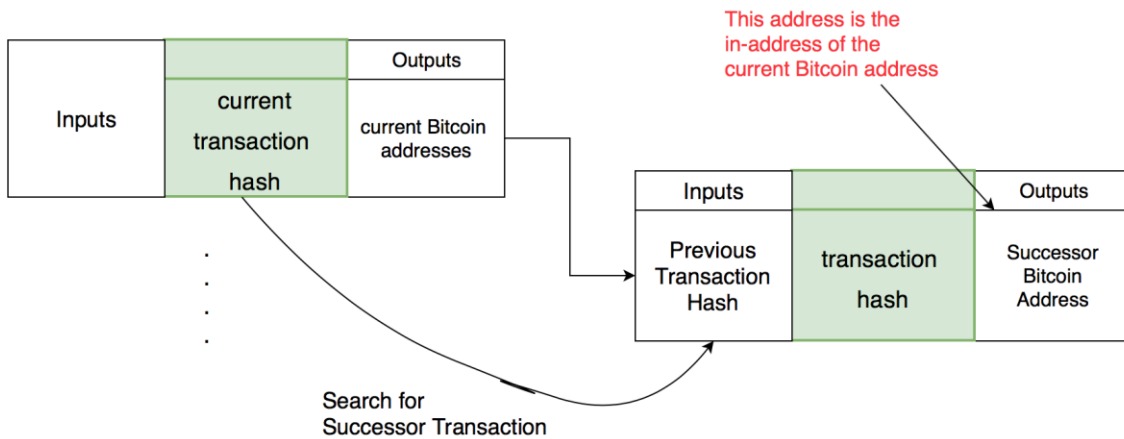 This address is the
in-address of the
current Bitcoin address
Outputs
Inputs
current
transaction
hash
current Bitcoin
addresses
Inputs
Outputs
Previous
Transaction
Hash
transaction
hash
Successor
Bitcoin
Address
.
.
.
.
Search for
Successor Transaction